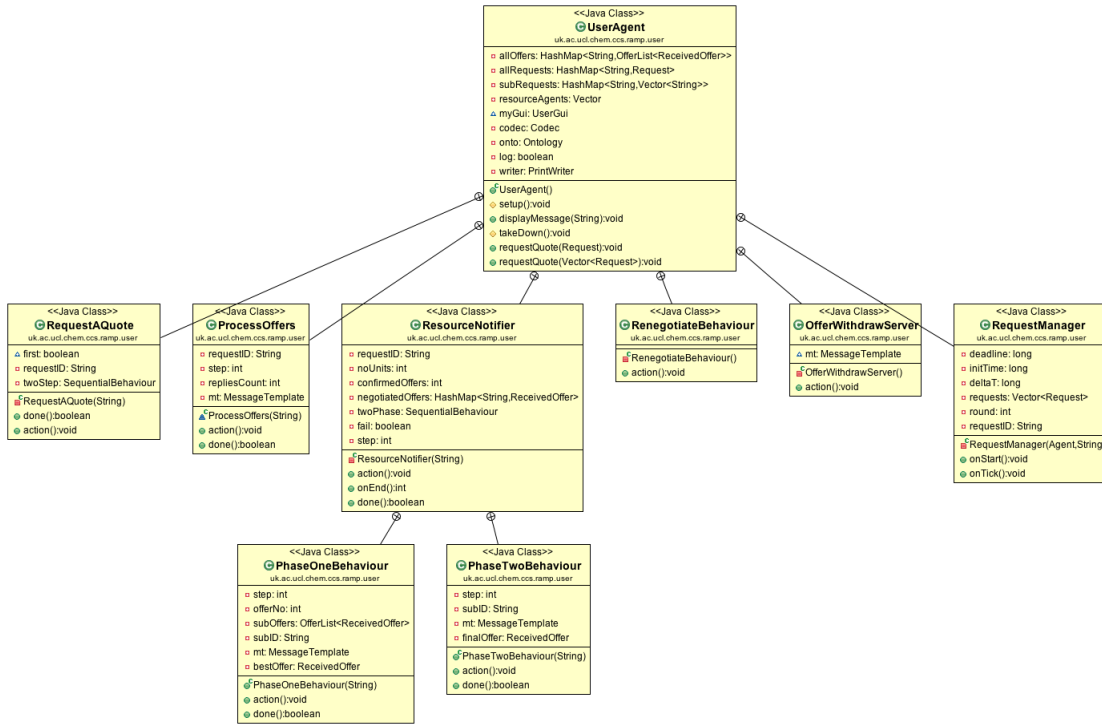 <<Java Class>>
UserAgent
uk.ac.ucl.chem.ccs.ramp.user
allOffers: HashMap<String,OfferList<ReceivedOffer>>
allRequests: HashMap<String,Request>
subRequests: HashMap<String,Vector<String>>
resourceAgents: Vector
myGui: UserGui
codec: Codec
onto: Ontology
log: boolean
writer: PrintWriter
UserAgent()
setup():void
displayMessage(String):void
takeDown():void
requestQuote(Request):void
requestQuote(Vector<Request>):void
<<Java Class>>
RequestAQuote
uk.ac.ucl.chem.ccs.ramp.user
first: boolean
requestID: String
twoStep: SequentialBehaviour
RequestAQuote(String)
done():boolean
action():void
<<Java Class>>
ProcessOffers
uk.ac.ucl.chem.ccs.ramp.user
requestID: String
step: int
repliesCount: int
mt: MessageTemplate
ProcessOffers(String)
action():void
done():boolean
<<Java Class>>
ResourceNotifier
uk.ac.ucl.chem.ccs.ramp.user
requestID: String
noUnits: int
confirmedOffers: int
negotiatedOffers: HashMap<String,ReceivedOffer>
twoPhase: SequentialBehaviour
fail: boolean
step: int
ResourceNotifier(String)
action():void
onEnd():int
done():boolean
<<Java Class>>
RenegotiateBehaviour
uk.ac.ucl.chem.ccs.ramp.user
RenegotiateBehaviour()
action():void
<<Java Class>>
OfferWithdrawServer
uk.ac.ucl.chem.ccs.ramp.user
mt: MessageTemplate
OfferWithdrawServer()
action():void
<<Java Class>>
RequestManager
uk.ac.ucl.chem.ccs.ramp.user
deadline: long
initTime: long
deltaT: long
requests: Vector<Request>
round: int
requestID: String
RequestManager(Agent,String
onStart():void
onTick():void
<<Java Class>>
PhaseOneBehaviour
uk.ac.ucl.chem.ccs.ramp.user
step: int
offerNo: int
subOffers: OfferList<ReceivedOffer>
subID: String
mt: MessageTemplate
bestOffer: ReceivedOffer
PhaseOneBehaviour(String)
action():void
done():boolean
<<Java Class>>
PhaseTwoBehaviour
uk.ac.ucl.chem.ccs.ramp.user
step: int
subID: String
mt: MessageTemplate
finalOffer: ReceivedOffer
PhaseTwoBehaviour(String)
action():void
done():boolean